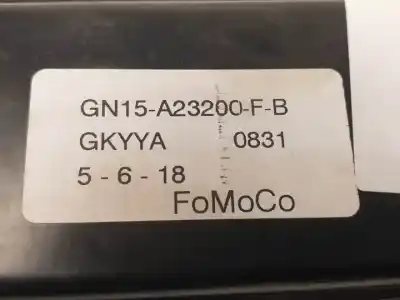 GN15-A23200-F-B
GKYYA 0831
5 - 6 - 18
FoMoCo